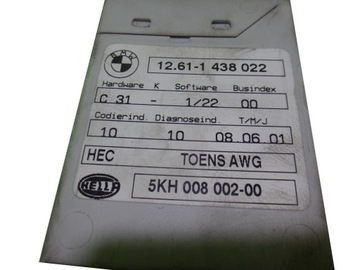 BMW
12.61-1 438 022
Hardware K Software Busindex
C 31 - 1/22 00
Codierind. Diagnoseind. T/M/J
10 10 08 06 01
HEC TOENS AWG
HELLA
5KH 008 002-00